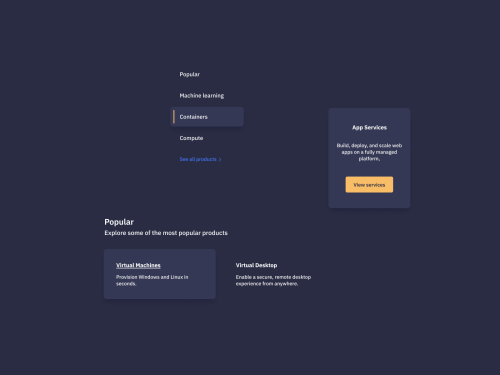 Popular
Machine learning
Containers
Compute
See all products
App Services
Build, deploy, and scale web
apps on a fully managed
platform,
View services
Popular
Explore some of the most popular products
Virtual Machines
Provision Windows and Linux in
seconds.
Virtual Desktop
Enable a secure, remote desktop
experience from anywhere.